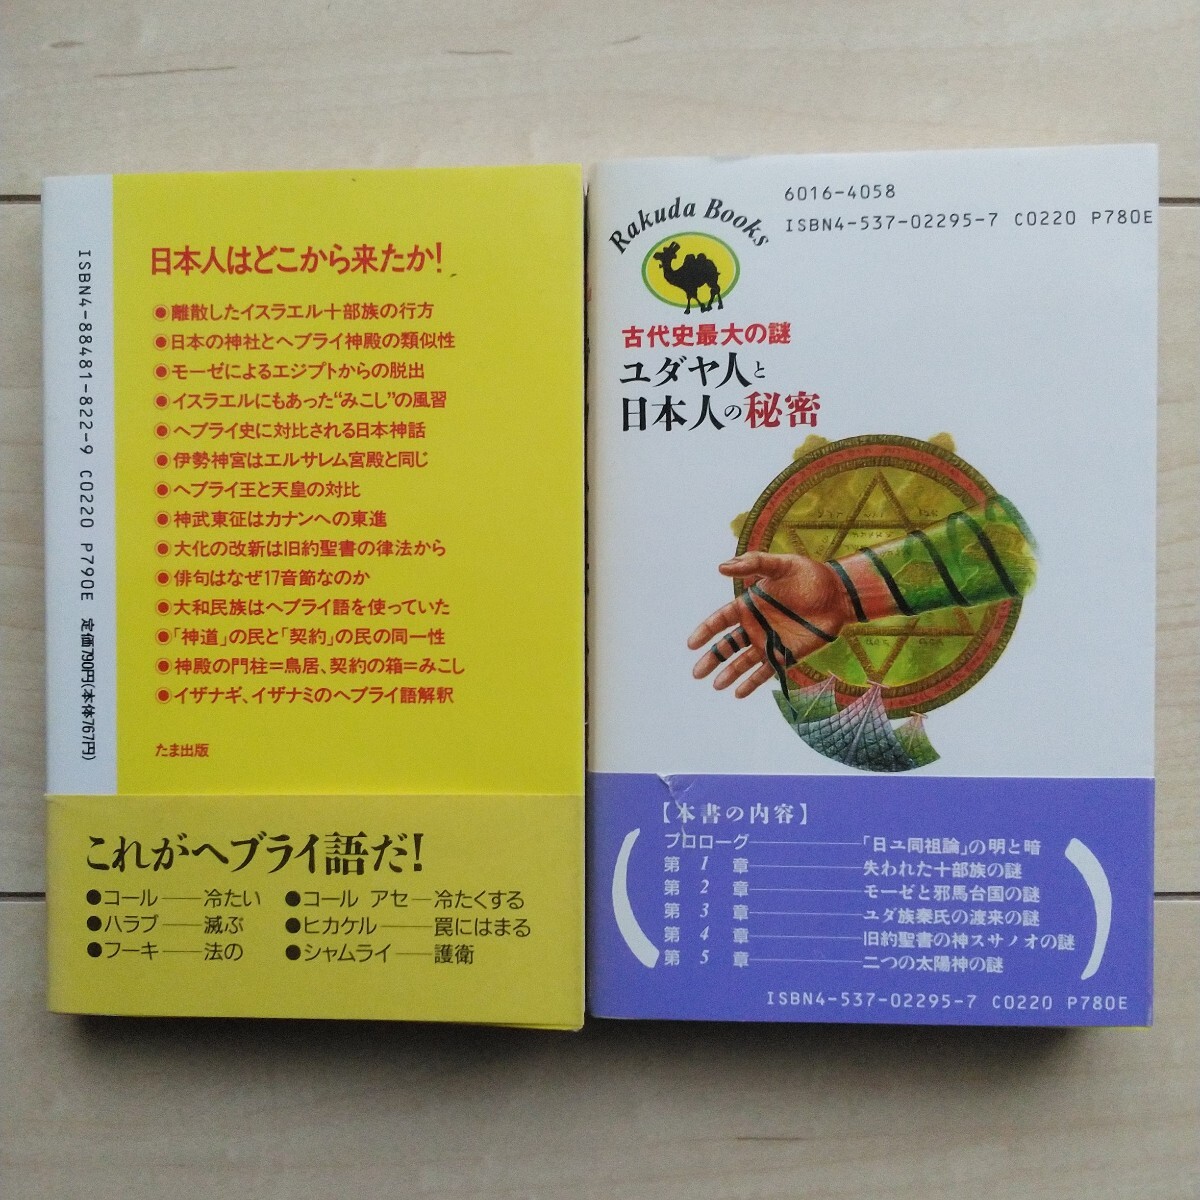 ISBN4-88481-822-9 C0220 P790E 定価790円(本体767円)
日本人はどこから来たか!
◉離散したイスラエル十部族の行方
◉日本の神社とヘブライ神殿の類似性
◉モーゼによるエジプトからの脱出
◉イスラエルにもあった“みこし”の風習
◉ヘブライ史に対比される日本神話
◉伊勢神宮はエルサレム宮殿と同じ
◉ヘブライ王と天皇の対比
◉神武東征はカナンへの東進
◉大化の改新は旧約聖書の律法から
◉俳句はなぜ17音節なのか
◉大和民族はヘブライ語を使っていた
◉「神道」の民と「契約」の民の同一性
◉神殿の門柱=鳥居、契約の箱=みこし
◉イザナギ、イザナミのヘブライ語解釈
たま出版
これがヘブライ語だ!
●コール——冷たい ●コール アセ—冷たくする
●ハラブ——滅ぶ ●ヒカケル——罠にはまる
●フーキ——法の ●シャムライ——護衛
Rakuda Books
6016-4058
ISBN4-537-02295-7 C0220 P780E
古代史最大の謎
ユダヤ人と
日本人の秘密
【本書の内容】
プロローグ————「日ユ同祖論」の明と暗
第1章————失われた十部族の謎
第2章————モーゼと邪馬台国の謎
第3章————ユダ族秦氏の渡来の謎
第4章————旧約聖書の神スサノオの謎
第5章————二つの太陽神の謎
ISBN4-537-02295-7 C0220 P780E